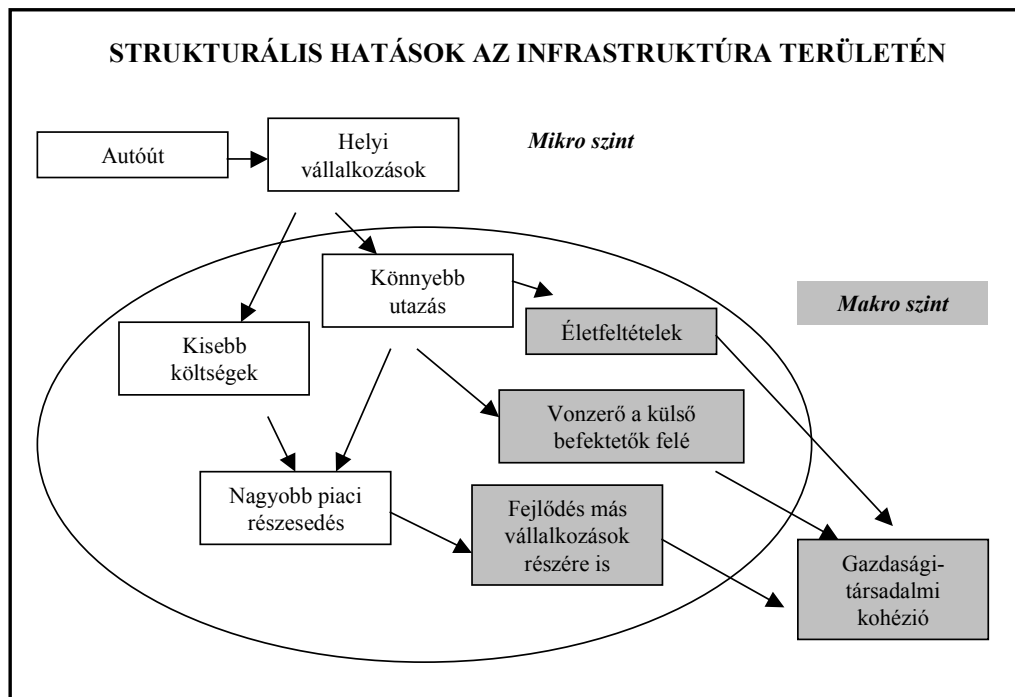 STRUKTURÁLIS HATÁSOK AZ INFRASTRUKTÚRA TERÜLETÉN
Autóút
Helyi
vállalkozások
Mikro szint
Könnyebb
utazás
Makro szint
Életfeltételek
Kisebb
költségek
Vonzerő a külső
befektetők felé
Nagyobb piaci
részesedés
Fejlődés más
vállalkozások
részére is
Gazdasági-
társadalmi
kohézió